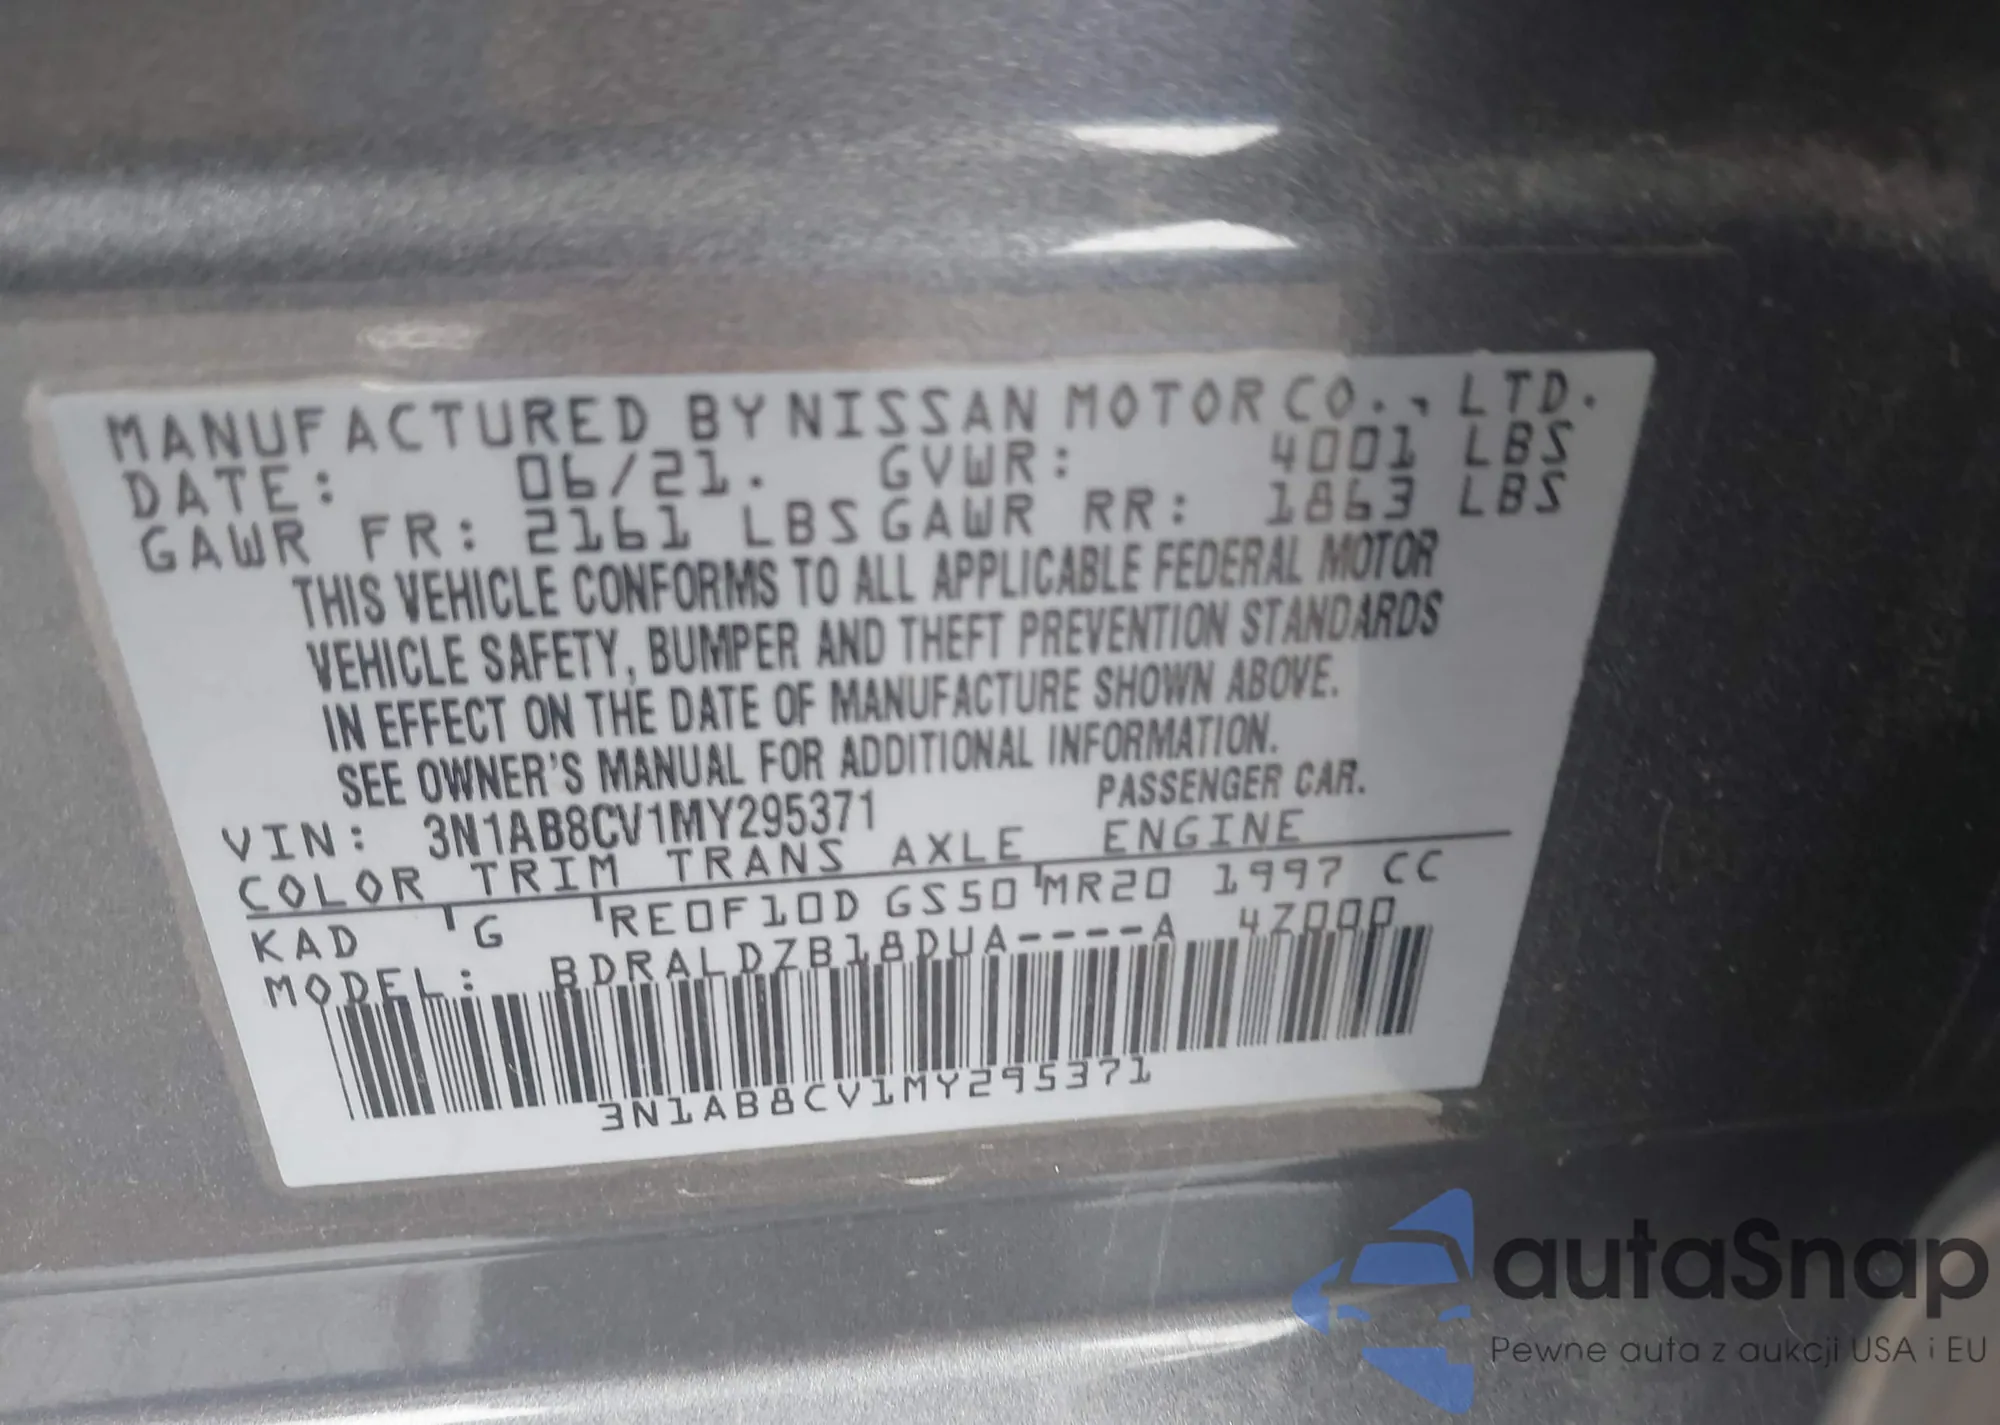 MANUFACTURED BY NISSAN MOTOR CO., LTD.
DATE: 06/21. GVWR: 4001 LBS
GAWR FR: 2161 LBS GAWR RR: 1863 LBS
THIS VEHICLE CONFORMS TO ALL APPLICABLE FEDERAL MOTOR
VEHICLE SAFETY, BUMPER AND THEFT PREVENTION STANDARDS
IN EFFECT ON THE DATE OF MANUFACTURE SHOWN ABOVE.
SEE OWNER'S MANUAL FOR ADDITIONAL INFORMATION.
VIN: 3N1AB8CV1MY295371 PASSENGER CAR.
COLOR TRIM TRANS AXLE ENGINE
KAD G RE0F10D GS50 MR20 1997 CC
MODEL: BDRALDZB18DUA----A 4Z000
3N1AB8CV1MY295371
autaSnap
Pewne auta z aukcji USA i EU